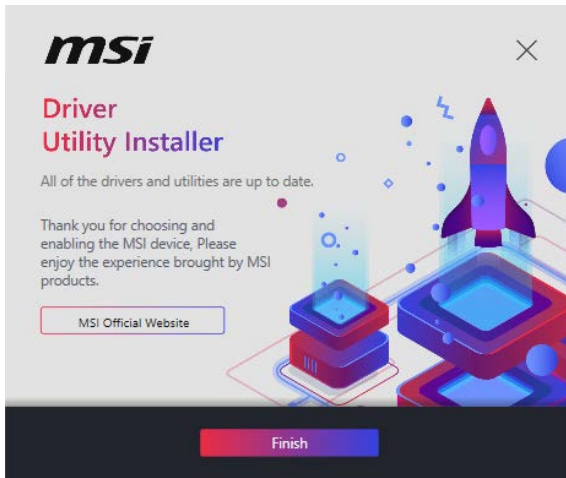 msi
Driver
Utility Installer
All of the drivers and utilities are up to date.
Thank you for choosing and
enabling the MSI device, Please
enjoy the experience brought by MSI
products.
MSI Official Website
Finish